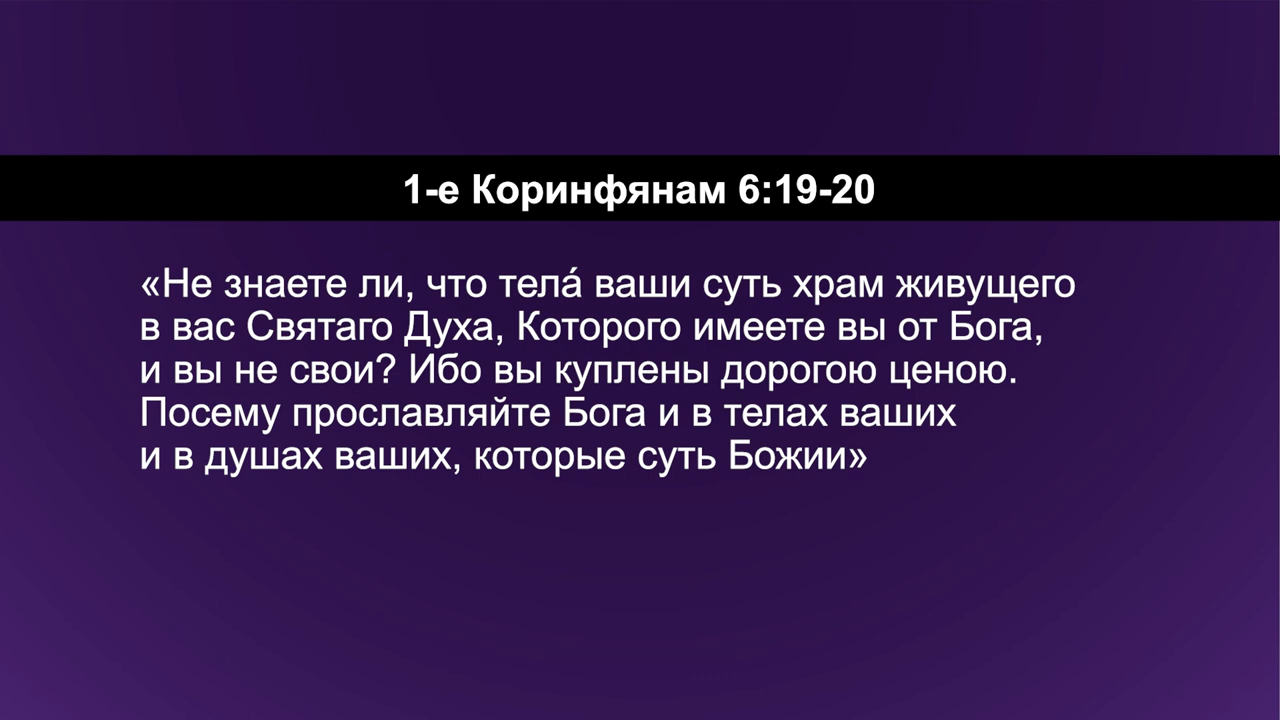 1-е Коринфянам 6:19-20
«Не знаете ли, что телá ваши суть храм живущего
в вас Святаго Духа, Которого имеете вы от Бога,
и вы не свои? Ибо вы куплены дорогою ценою.
Посему прославляйте Бога и в телах ваших
и в душах ваших, которые суть Божии»